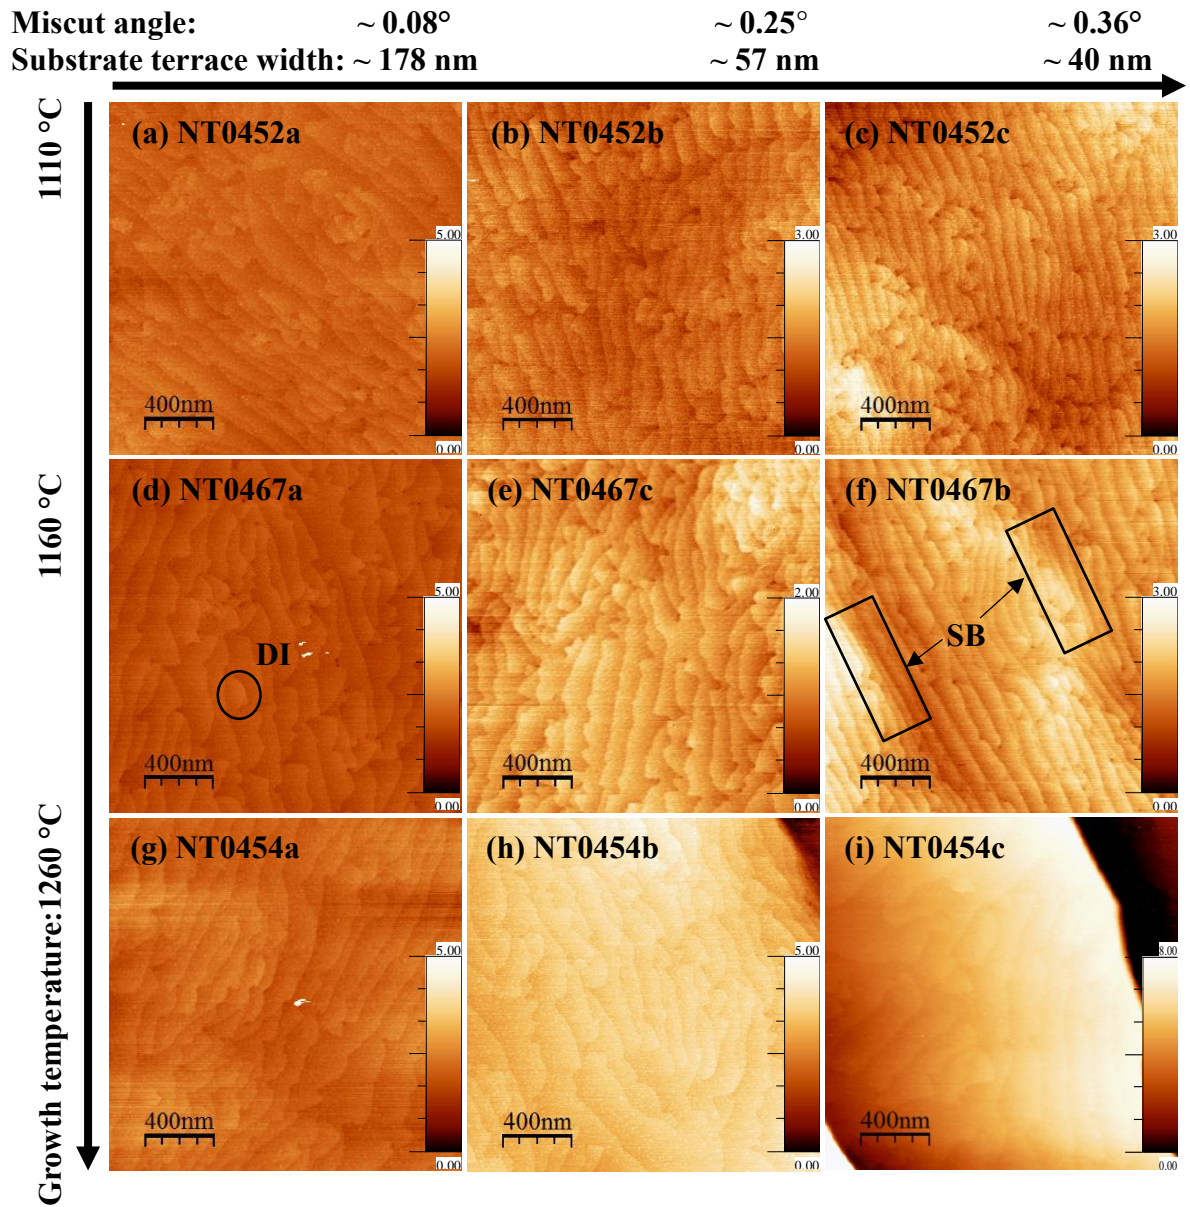 Miscut angle: ~ 0.08° ~ 0.25° ~ 0.36°
Substrate terrace width: ~ 178 nm ~ 57 nm ~ 40 nm
1110 °C
(a) NT0452a
5.00
400nm
0.00
(b) NT0452b
3.00
400nm
0.00
(c) NT0452c
3.00
400nm
0.00
1160 °C
(d) NT0467a
5.00
DI
400nm
0.00
(e) NT0467c
2.00
400nm
0.00
(f) NT0467b
3.00
SB
400nm
0.00
Growth temperature:1260 °C
(g) NT0454a
5.00
400nm
0.00
(h) NT0454b
5.00
400nm
0.00
(i) NT0454c
8.00
400nm
0.00